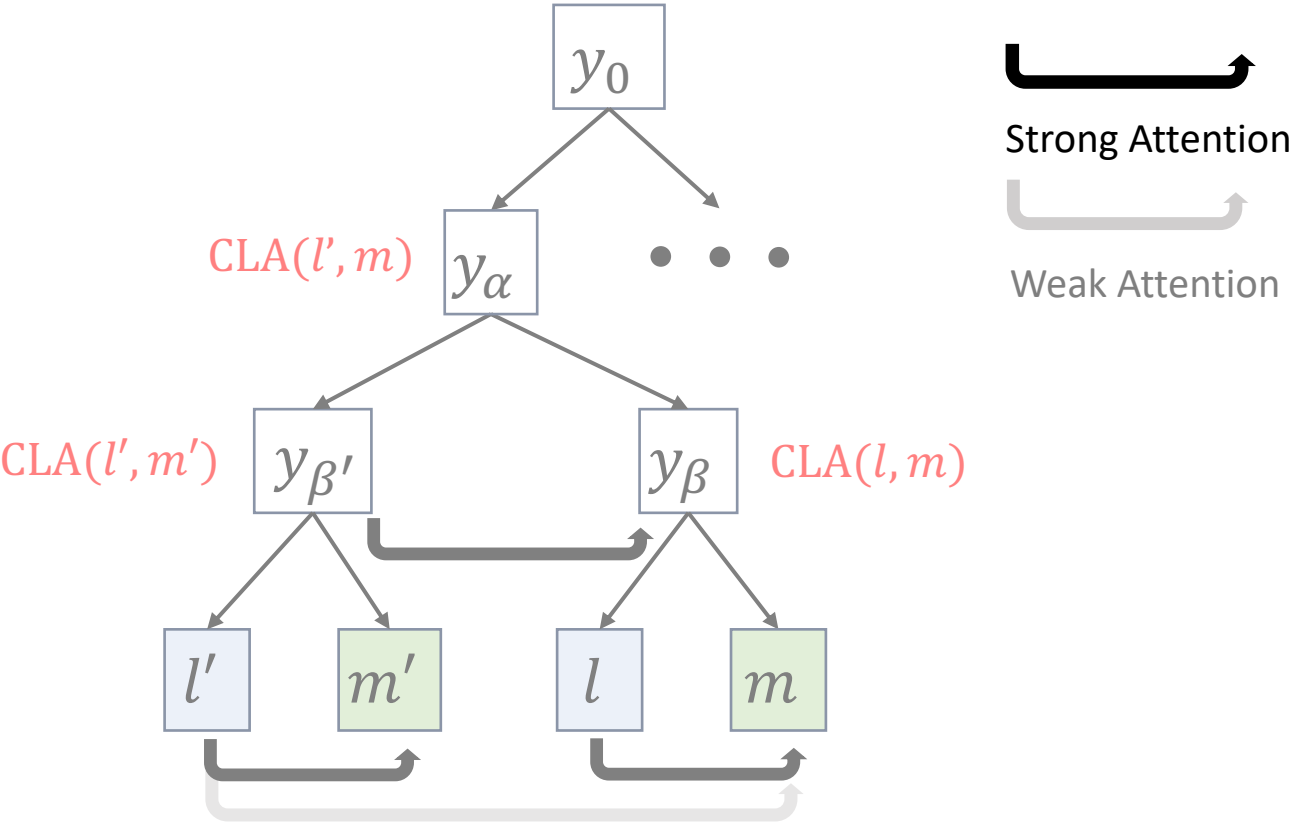 y₀
Strong Attention
CLA(l’, m)
yα
• • •
Weak Attention
CLA(l′, m′)
yβ′
yβ
CLA(l, m)
l′
m′
l
m